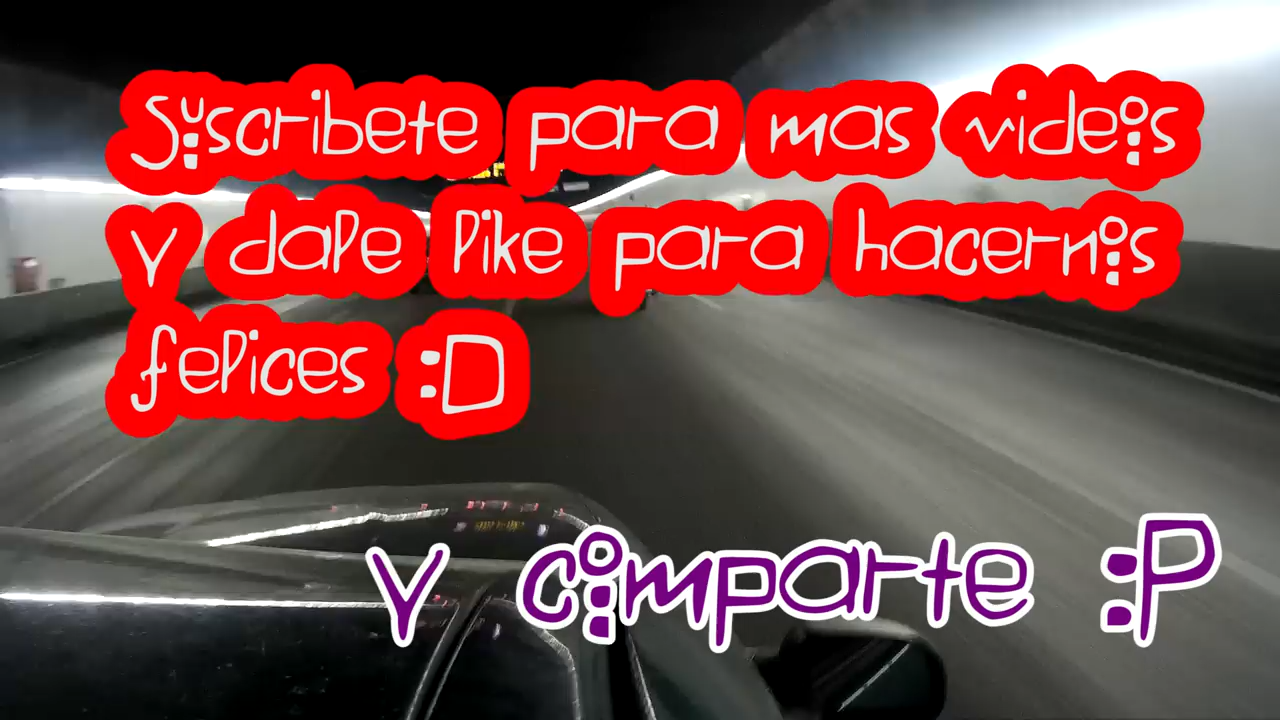 Suscribete para mas videos
Y dale like para hacernos
felices :D
Y comparte :P